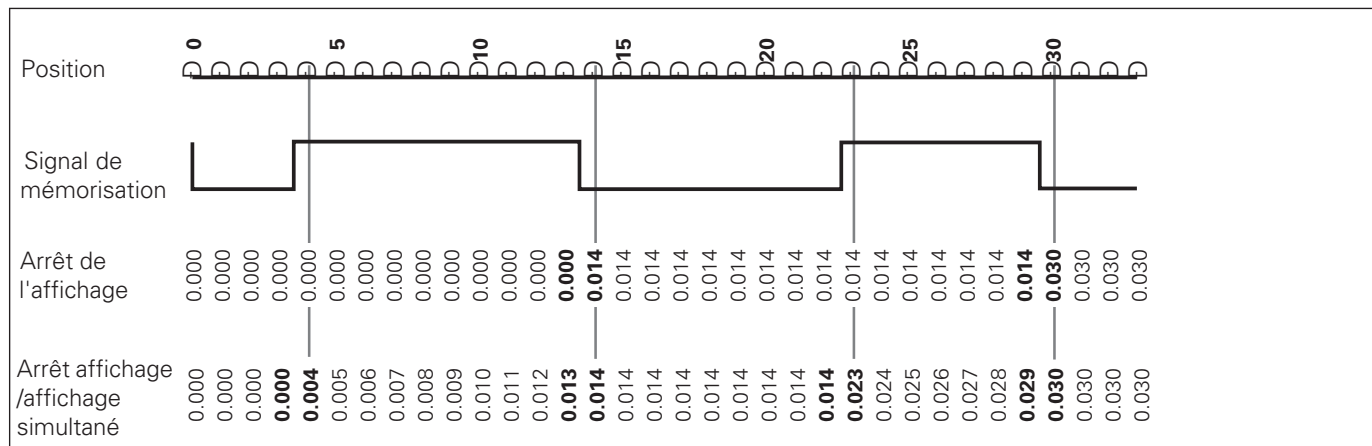 0 5 10 15 20 25 30
Position
D D D D D D D D D D D D D D D D D D D D D D D D D D D D D D D D D D
Signal de
mémorisation
Arrêt de
l'affichage
0.000 0.000 0.000 0.000 0.000 0.000 0.000 0.000 0.000 0.000 0.000 0.000 0.000 0.000 0.014 0.014 0.014 0.014 0.014 0.014 0.014 0.014 0.014 0.014 0.014 0.014 0.014 0.014 0.014 0.014 0.030 0.030 0.030 0.030
Arrêt affichage
/affichage
simultané
0.000 0.000 0.000 0.000 0.004 0.005 0.006 0.007 0.008 0.009 0.010 0.011 0.012 0.013 0.014 0.014 0.014 0.014 0.014 0.014 0.014 0.014 0.014 0.023 0.024 0.025 0.026 0.027 0.028 0.029 0.030 0.030 0.030 0.030